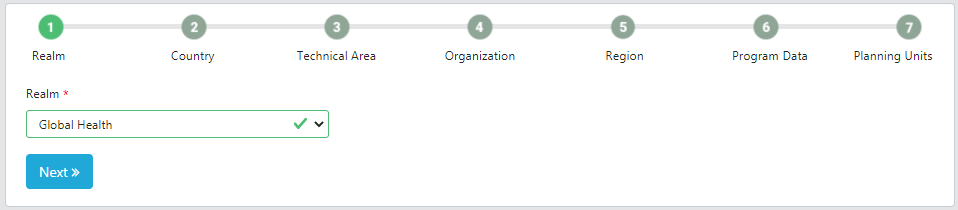 1 2 3 4 5 6 7
Realm Country Technical Area Organization Region Program Data Planning Units
Realm *
Global Health
Next »